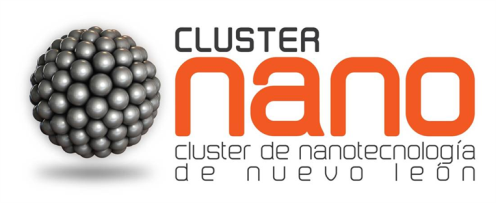 CLUSTER
nano
cluster de nanotecnología
de nuevo león